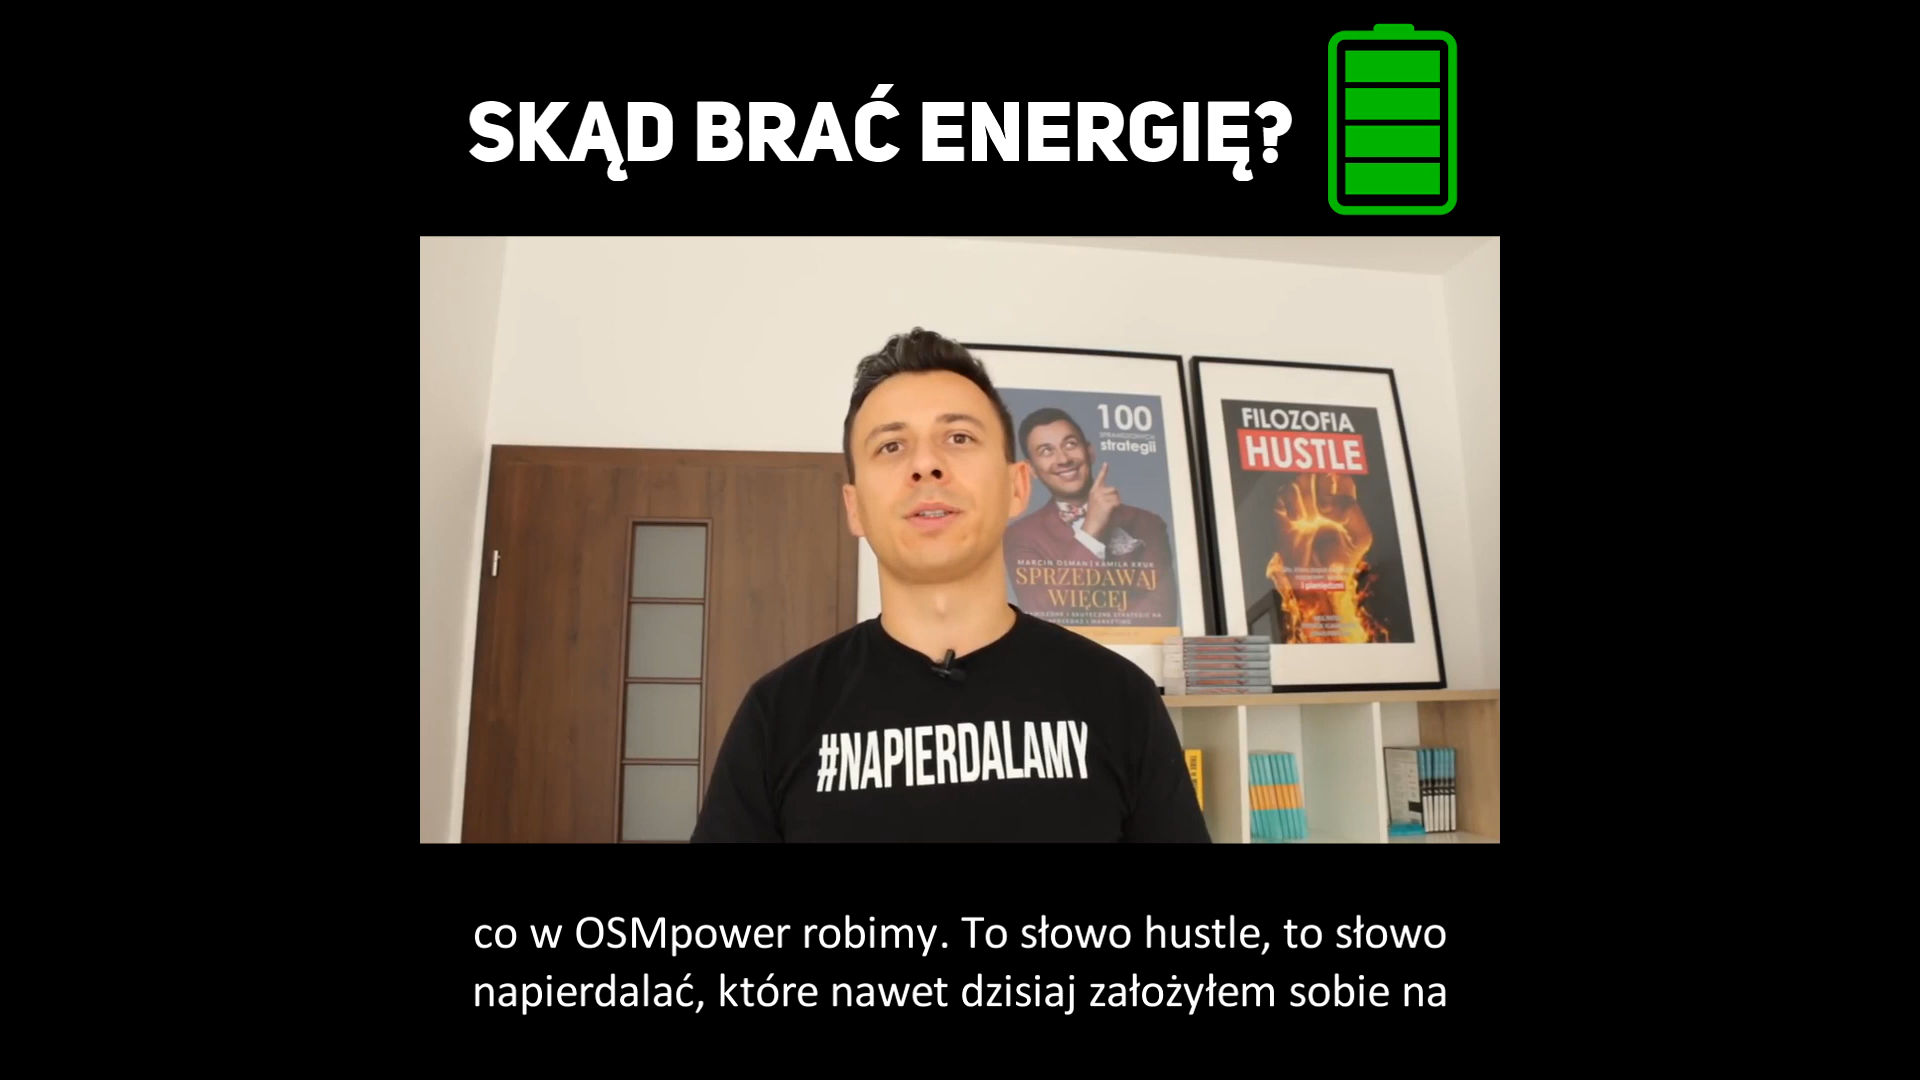 SKĄD BRAĆ ENERGIĘ?
100
strategii
MARCIN OSMAN | KAMILA KRUK
SPRZEDAWAJ
WIĘCEJ
FILOZOFIA
HUSTLE
i pieniędzmi
#NAPIERDALAMY
co w OSMpower robimy. To słowo hustle, to słowo
napierdalać, które nawet dzisiaj założyłem sobie na